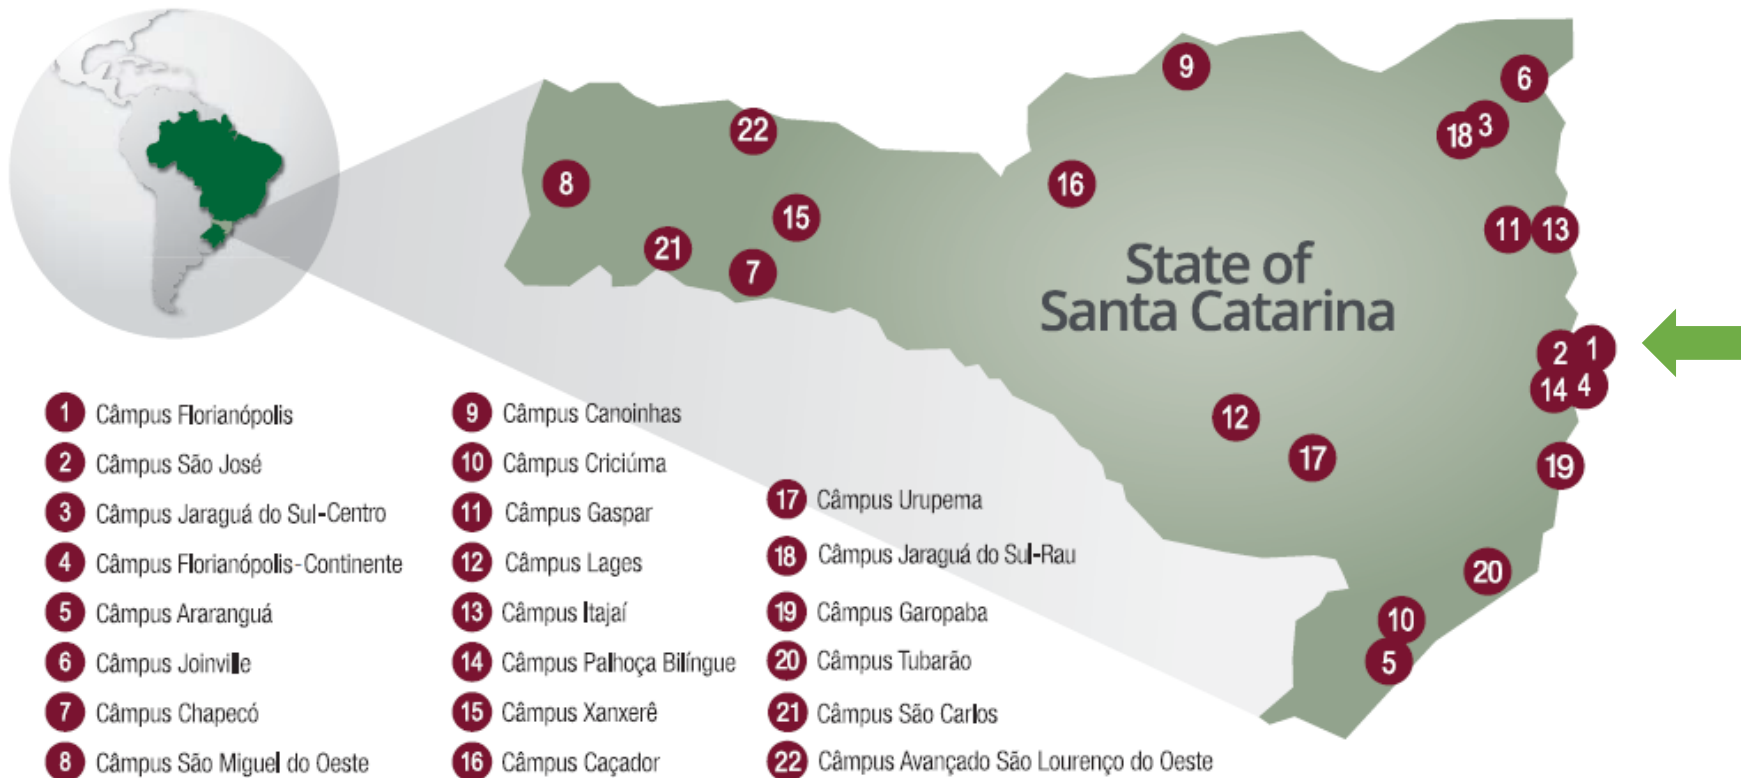 9
6
22
18 3
8
16
15
11 13
21
7
State of
Santa Catarina
2 1
14 4
12
17
19
20
10
5
1 Câmpus Florianópolis
2 Câmpus São José
3 Câmpus Jaraguá do Sul-Centro
4 Câmpus Florianópolis-Continente
5 Câmpus Araranguá
6 Câmpus Joinville
7 Câmpus Chapecó
8 Câmpus São Miguel do Oeste
9 Câmpus Canoinhas
10 Câmpus Criciúma
11 Câmpus Gaspar
12 Câmpus Lages
13 Câmpus Itajaí
14 Câmpus Palhoça Bilíngue
15 Câmpus Xanxerê
16 Câmpus Caçador
17 Câmpus Urupema
18 Câmpus Jaraguá do Sul-Rau
19 Câmpus Garopaba
20 Câmpus Tubarão
21 Câmpus São Carlos
22 Câmpus Avançado São Lourenço do Oeste